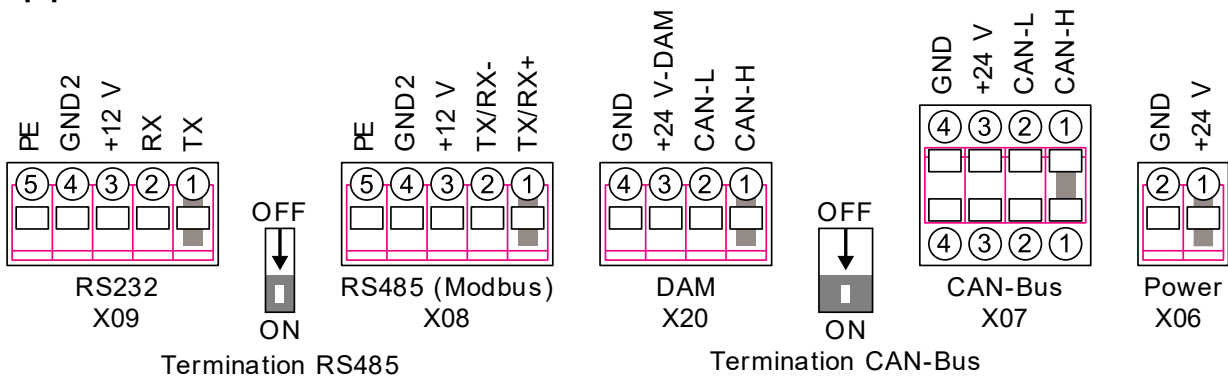 PE GND2 +12 V RX TX
5 4 3 2 1
RS232
X09
OFF
ON
Termination RS485
PE GND2 +12 V TX/RX- TX/RX+
5 4 3 2 1
RS485 (Modbus)
X08
GND +24 V-DAM CAN-L CAN-H
4 3 2 1
DAM
X20
OFF
ON
Termination CAN-Bus
GND +24 V CAN-L CAN-H
4 3 2 1
4 3 2 1
CAN-Bus
X07
GND +24 V
2 1
Power
X06